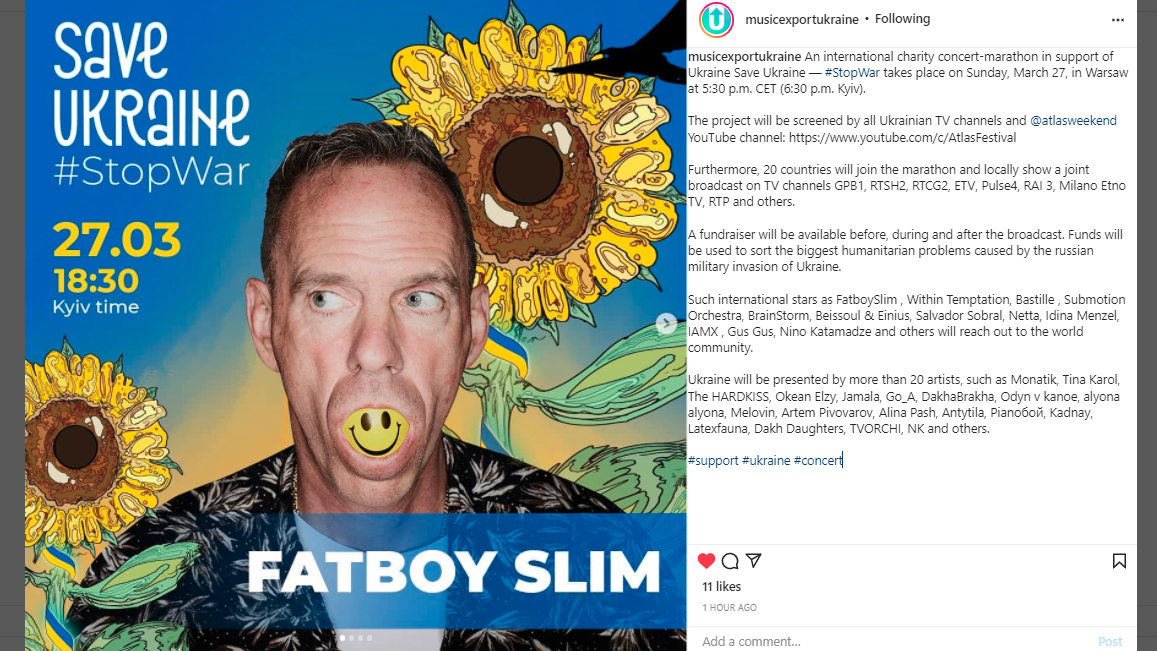 save
UKRAINE
#StopWar
27.03
18:30
Kyiv time
FATBOY SLIM
musicexportukraine • Following
musicexportukraine An international charity concert-marathon in support of
Ukraine Save Ukraine — #StopWar takes place on Sunday, March 27, in Warsaw
at 5:30 p.m. CET (6:30 p.m. Kyiv).
The project will be screened by all Ukrainian TV channels and @atlasweekend
YouTube channel: https://www.youtube.com/c/AtlasFestival
Furthermore, 20 countries will join the marathon and locally show a joint
broadcast on TV channels GPB1, RTSH2, RTCG2, ETV, Pulse4, RAI 3, Milano Etno
TV, RTP and others.
A fundraiser will be available before, during and after the broadcast. Funds will
be used to sort the biggest humanitarian problems caused by the russian
military invasion of Ukraine.
Such international stars as FatboySlim , Within Temptation, Bastille , Submotion
Orchestra, BrainStorm, Beissoul & Einius, Salvador Sobral, Netta, Idina Menzel,
IAMX , Gus Gus, Nino Katamadze and others will reach out to the world
community.
Ukraine will be presented by more than 20 artists, such as Monatik, Tina Karol,
The HARDKISS, Okean Elzy, Jamala, Go_A, DakhaBrakha, Odyn v kanoe, alyona
alyona, Melovin, Artem Pivovarov, Alina Pash, Antytila, Pianoбой, Kadnay,
Latexfauna, Dakh Daughters, TVORCHI, NK and others.
#support #ukraine #concert
11 likes
1 HOUR AGO
Add a comment...
Post